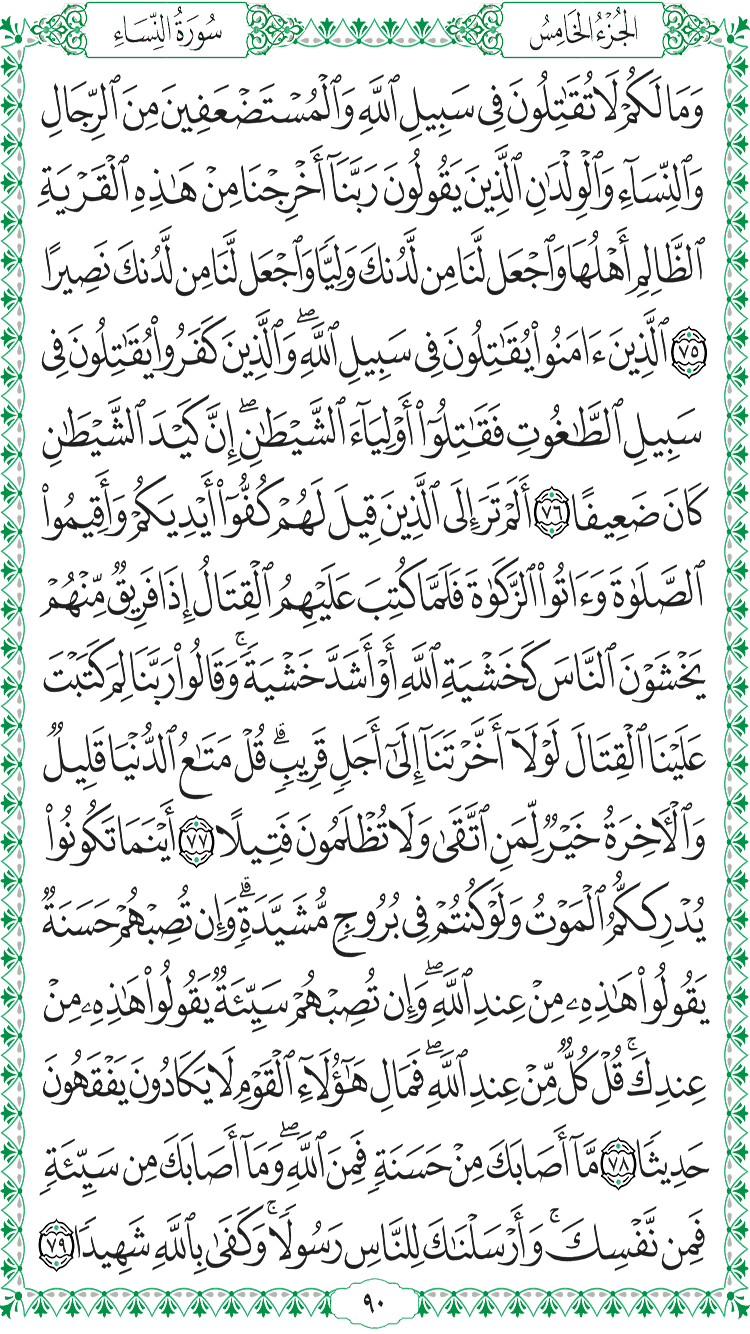 الجُزْءُ الخَامِسُ سُورَةُ النِّسَاءِ
وَمَا لَكُمْ لَا تُقَٰتِلُونَ فِى سَبِيلِ ٱللَّهِ وَٱلْمُسْتَضْعَفِينَ مِنَ ٱلرِّجَالِ
وَٱلنِّسَآءِ وَٱلْوِلْدَٰنِ ٱلَّذِينَ يَقُولُونَ رَبَّنَآ أَخْرِجْنَا مِنْ هَٰذِهِ ٱلْقَرْيَةِ
ٱلظَّالِمِ أَهْلُهَا وَٱجْعَل لَّنَا مِن لَّدُنكَ وَلِيًّا وَٱجْعَل لَّنَا مِن لَّدُنكَ نَصِيرًا
٧٥ ٱلَّذِينَ ءَامَنُوا۟ يُقَٰتِلُونَ فِى سَبِيلِ ٱللَّهِ ۖ وَٱلَّذِينَ كَفَرُوا۟ يُقَٰتِلُونَ فِى
سَبِيلِ ٱلطَّٰغُوتِ فَقَٰتِلُوٓا۟ أَوْلِيَآءَ ٱلشَّيْطَٰنِ ۖ إِنَّ كَيْدَ ٱلشَّيْطَٰنِ
كَانَ ضَعِيفًا ٧٦ أَلَمْ تَرَ إِلَى ٱلَّذِينَ قِيلَ لَهُمْ كُفُّوٓا۟ أَيْدِيَكُمْ وَأَقِيمُوا۟
ٱلصَّلَوٰةَ وَءَاتُوا۟ ٱلزَّكَوٰةَ فَلَمَّا كُتِبَ عَلَيْهِمُ ٱلْقِتَالُ إِذَا فَرِيقٌ مِّنْهُمْ
يَخْشَوْنَ ٱلنَّاسَ كَخَشْيَةِ ٱللَّهِ أَوْ أَشَدَّ خَشْيَةً ۚ وَقَالُوا۟ رَبَّنَا لِمَ كَتَبْتَ
عَلَيْنَا ٱلْقِتَالَ لَوْلَآ أَخَّرْتَنَآ إِلَىٰٓ أَجَلٍ قَرِيبٍ ۗ قُلْ مَتَٰعُ ٱلدُّنْيَا قَلِيلٌ
وَٱلْءَاخِرَةُ خَيْرٌ لِّمَنِ ٱتَّقَىٰ وَلَا تُظْلَمُونَ فَتِيلًا ٧٧ أَيْنَمَا تَكُونُوا۟
يُدْرِككُّمُ ٱلْمَوْتُ وَلَوْ كُنتُمْ فِى بُرُوجٍ مُّشَيَّدَةٍ ۗ وَإِن تُصِبْهُمْ حَسَنَةٌ
يَقُولُوا۟ هَٰذِهِۦ مِنْ عِندِ ٱللَّهِ ۖ وَإِن تُصِبْهُمْ سَيِّئَةٌ يَقُولُوا۟ هَٰذِهِۦ مِنْ
عِندِكَ ۚ قُلْ كُلٌّ مِّنْ عِندِ ٱللَّهِ ۖ فَمَالِ هَٰٓؤُلَآءِ ٱلْقَوْمِ لَا يَكَادُونَ يَفْقَهُونَ
حَدِيثًا ٧٨ مَّآ أَصَابَكَ مِنْ حَسَنَةٍ فَمِنَ ٱللَّهِ ۖ وَمَآ أَصَابَكَ مِن سَيِّئَةٍ
فَمِن نَّفْسِكَ ۚ وَأَرْسَلْنَٰكَ لِلنَّاسِ رَسُولًا ۚ وَكَفَىٰ بِٱللَّهِ شَهِيدًا ٧٩
٩٠